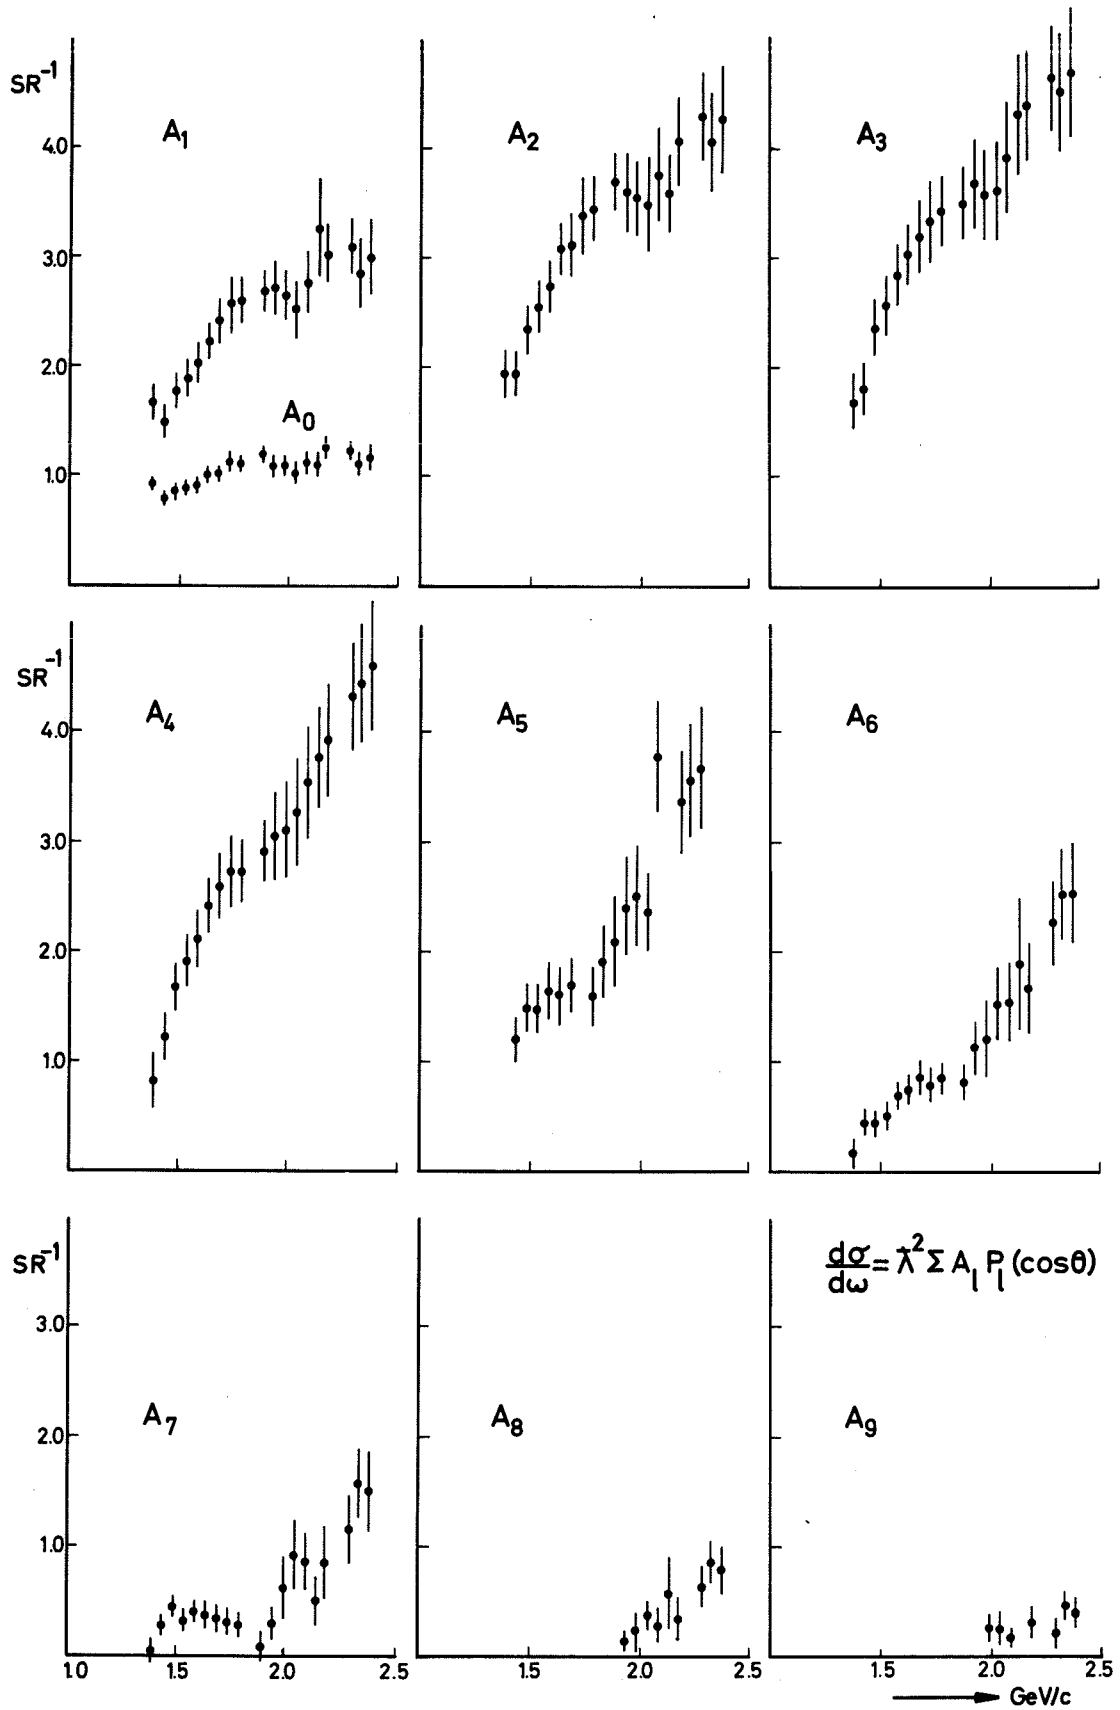 SR⁻¹
A₁
4.0
3.0
2.0
A₀
1.0
A₂
A₃
SR⁻¹
A₄
4.0
3.0
2.0
1.0
A₅
A₆
SR⁻¹
3.0
A₇
2.0
1.0
1.0 1.5 2.0 2.5
A₈
1.5 2.0 2.5
dσ/dω = ƛ² Σ A_l P_l (cosθ)
A₉
1.5 2.0 2.5
GeV/c